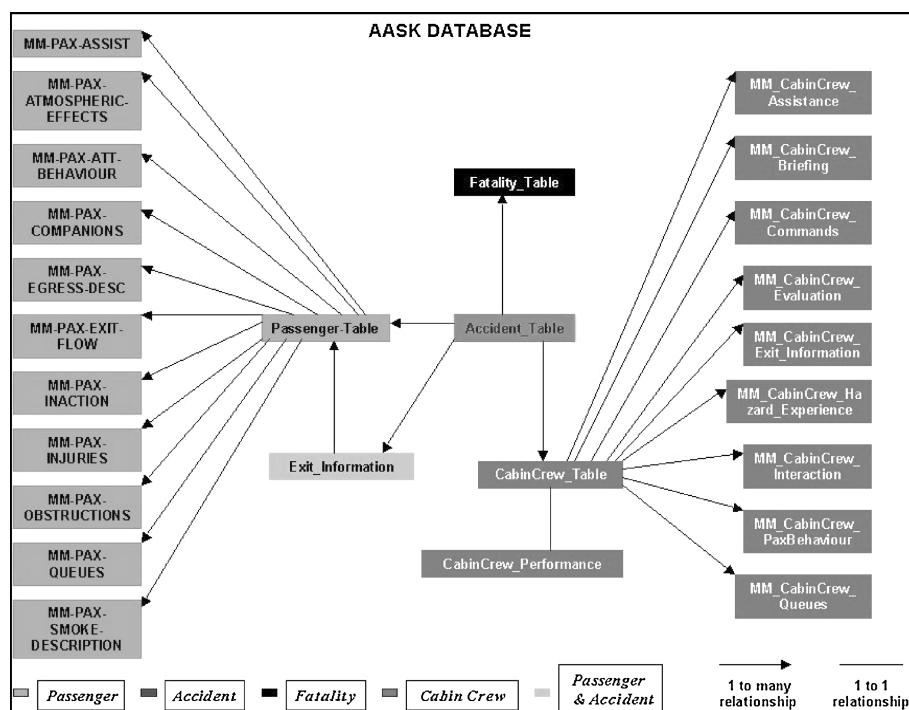 AASK DATABASE
MM-PAX-ASSIST
MM-PAX-
ATMOSPHERIC-
EFFECTS
MM-PAX-ATT-
BEHAVIOUR
MM-PAX-
COMPANIONS
MM-PAX-
EGRESS-DESC
MM-PAX-EXIT-
FLOW
MM-PAX-
INACTION
MM-PAX-
INJURIES
MM-PAX-
OBSTRUCTIONS
MM-PAX-
QUEUES
MM-PAX-
SMOKE-
DESCRIPTION
Fatality_Table
Passenger-Table
Accident_Table
Exit_Information
CabinCrew_Table
CabinCrew_Performance
MM_CabinCrew_
Assistance
MM_CabinCrew_
Briefing
MM_CabinCrew_
Commands
MM_CabinCrew_
Evaluation
MM_CabinCrew_
Exit_Information
MM_CabinCrew_Ha
zard_Experience
MM_CabinCrew_
Interaction
MM_CabinCrew_
PaxBehaviour
MM_CabinCrew_
Queues
Passenger
Accident
Fatality
Cabin Crew
Passenger
& Accident
1 to many
relationship
1 to 1
relationship